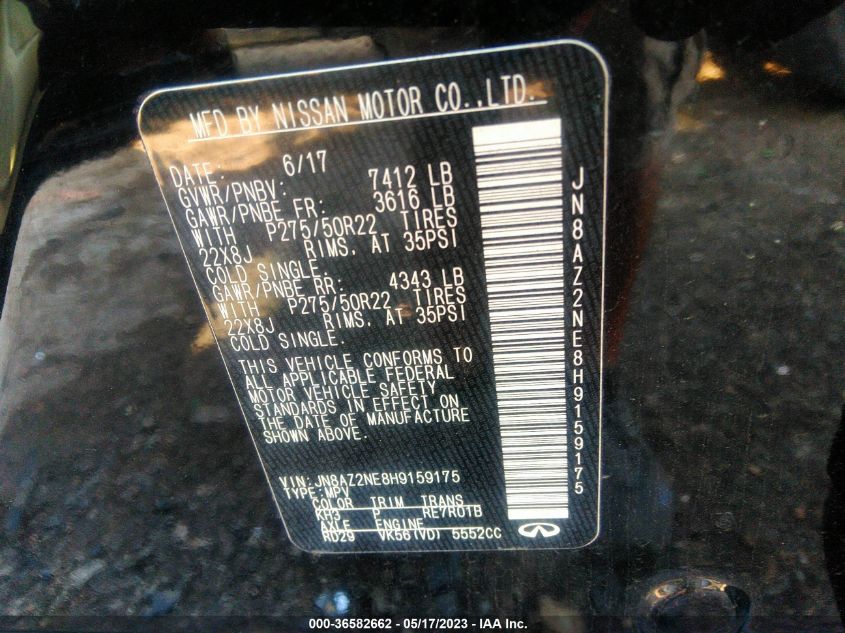 MFD BY NISSAN MOTOR CO.,LTD.
DATE: 6/17
GVWR/PNBV: 7412 LB
GAWR/PNBE FR: 3616 LB
WITH P275/50R22 TIRES
22X8J RIMS, AT 35PSI
COLD SINGLE.
GAWR/PNBE RR: 4343 LB
WITH P275/50R22 TIRES
22X8J RIMS, AT 35PSI
COLD SINGLE.
THIS VEHICLE CONFORMS TO
ALL APPLICABLE FEDERAL
MOTOR VEHICLE SAFETY
STANDARDS IN EFFECT ON
THE DATE OF MANUFACTURE
SHOWN ABOVE.
VIN:JN8AZ2NE8H9159175
TYPE:MPV
COLOR TRIM TRANS
KH3 P RE7R01B
AXLE ENGINE
RD29 VK56(VD) 5552CC
JN8AZ2NE8H9159175
000-36582662 - 05/17/2023 - IAA Inc.